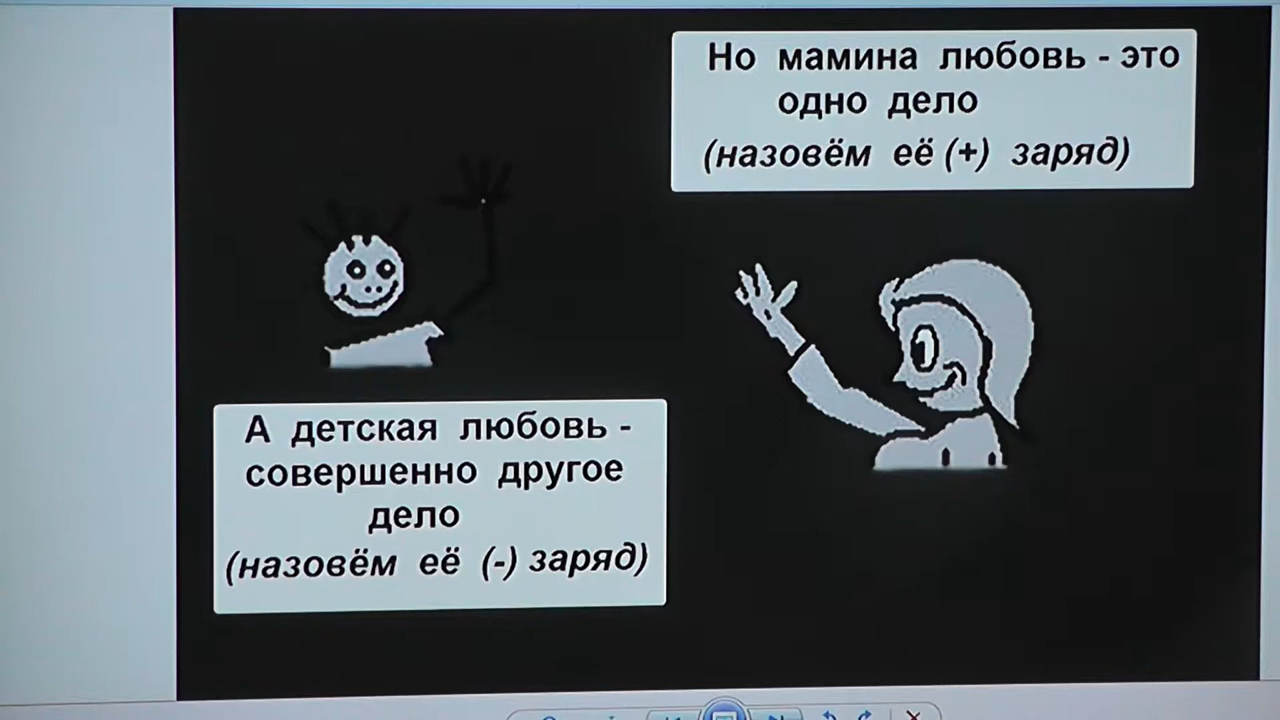 Но мамина любовь - это
одно дело
(назовём её (+) заряд)
А детская любовь -
совершенно другое
дело
(назовём её (-) заряд)